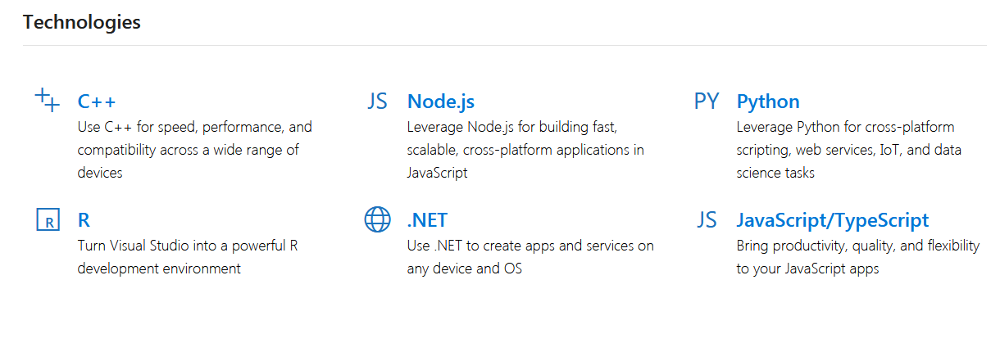 Technologies
C++
Use C++ for speed, performance, and
compatibility across a wide range of
devices
JS Node.js
Leverage Node.js for building fast,
scalable, cross-platform applications in
JavaScript
PY Python
Leverage Python for cross-platform
scripting, web services, IoT, and data
science tasks
R R
Turn Visual Studio into a powerful R
development environment
.NET
Use .NET to create apps and services on
any device and OS
JS JavaScript/TypeScript
Bring productivity, quality, and flexibility
to your JavaScript apps